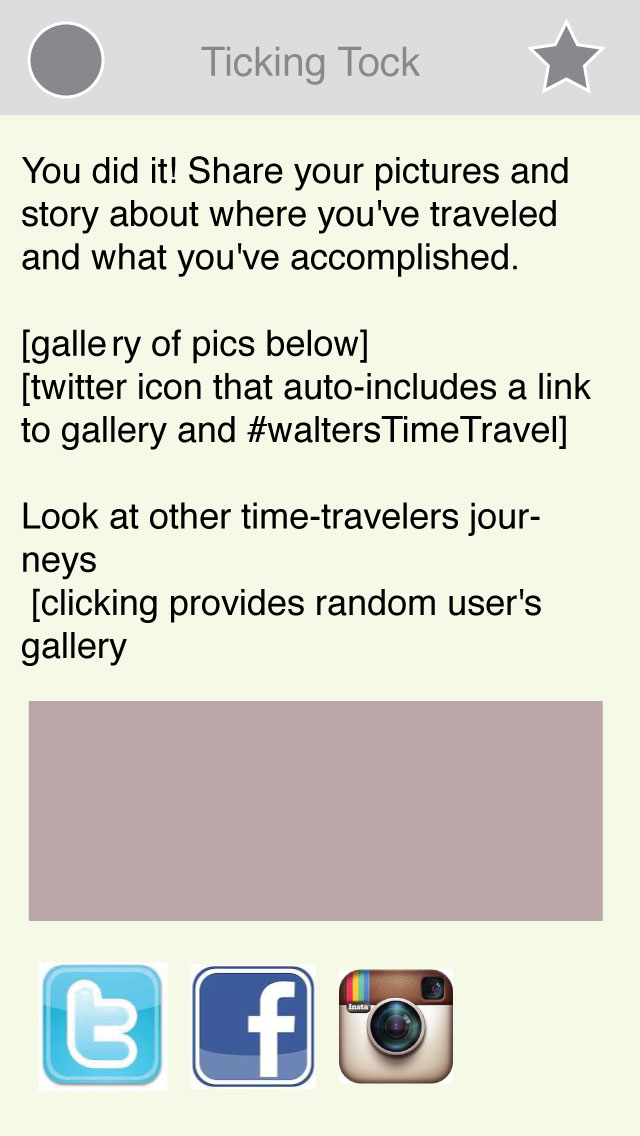 Ticking Tock
You did it! Share your pictures and
story about where you've traveled
and what you've accomplished.
[gallery of pics below]
[twitter icon that auto-includes a link
to gallery and #waltersTimeTravel]
Look at other time-travelers jour-
neys
[clicking provides random user's
gallery
Insta